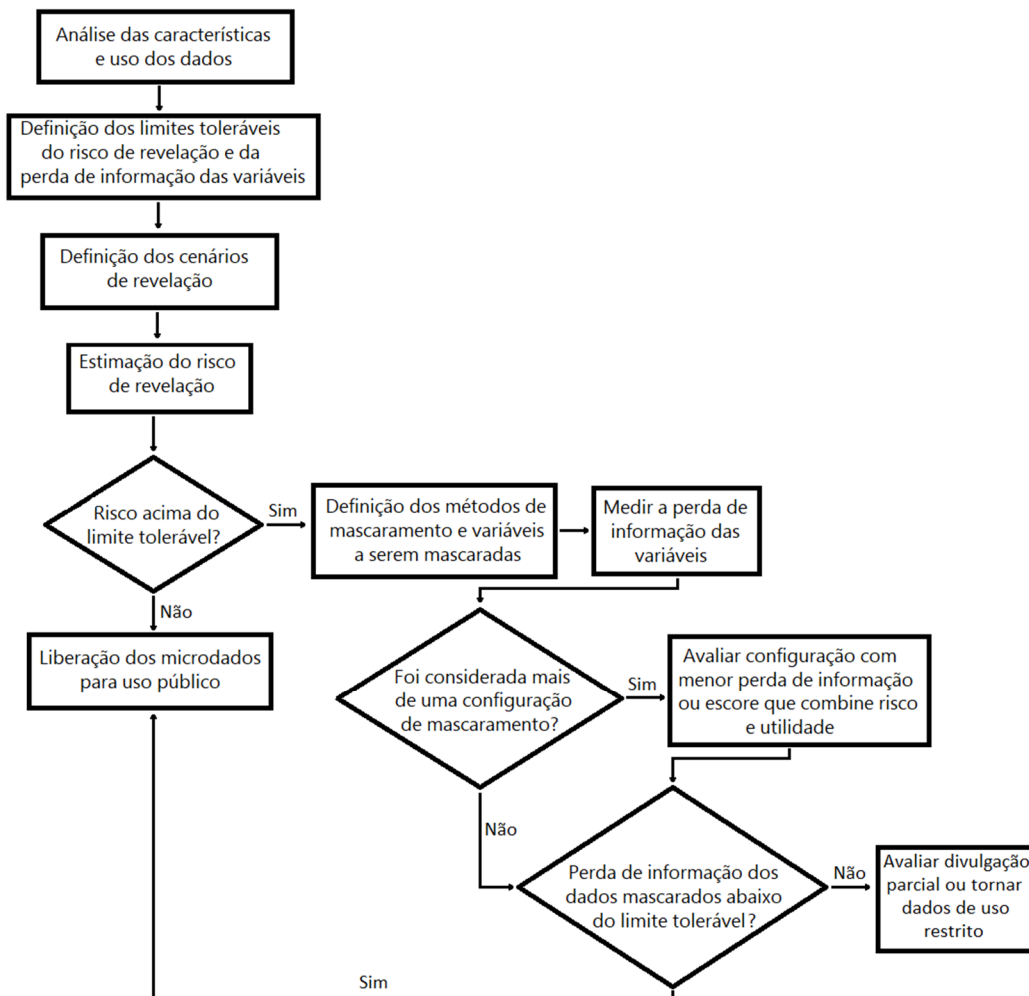 Análise das características
e uso dos dados
Definição dos limites toleráveis
do risco de revelação e da
perda de informação das variáveis
Definição dos cenários
de revelação
Estimação do risco
de revelação
Risco acima do
limite tolerável?
Sim
Definição dos métodos de
mascaramento e variáveis
a serem mascaradas
Medir a perda de
informação das
variáveis
Não
Liberação dos microdados
para uso público
Foi considerada mais
de uma configuração
de mascaramento?
Sim
Avaliar configuração com
menor perda de informação
ou escore que combine risco
e utilidade
Não
Perda de informação dos
dados mascarados abaixo
do limite tolerável?
Não
Avaliar divulgação
parcial ou tornar
dados de uso
restrito
Sim